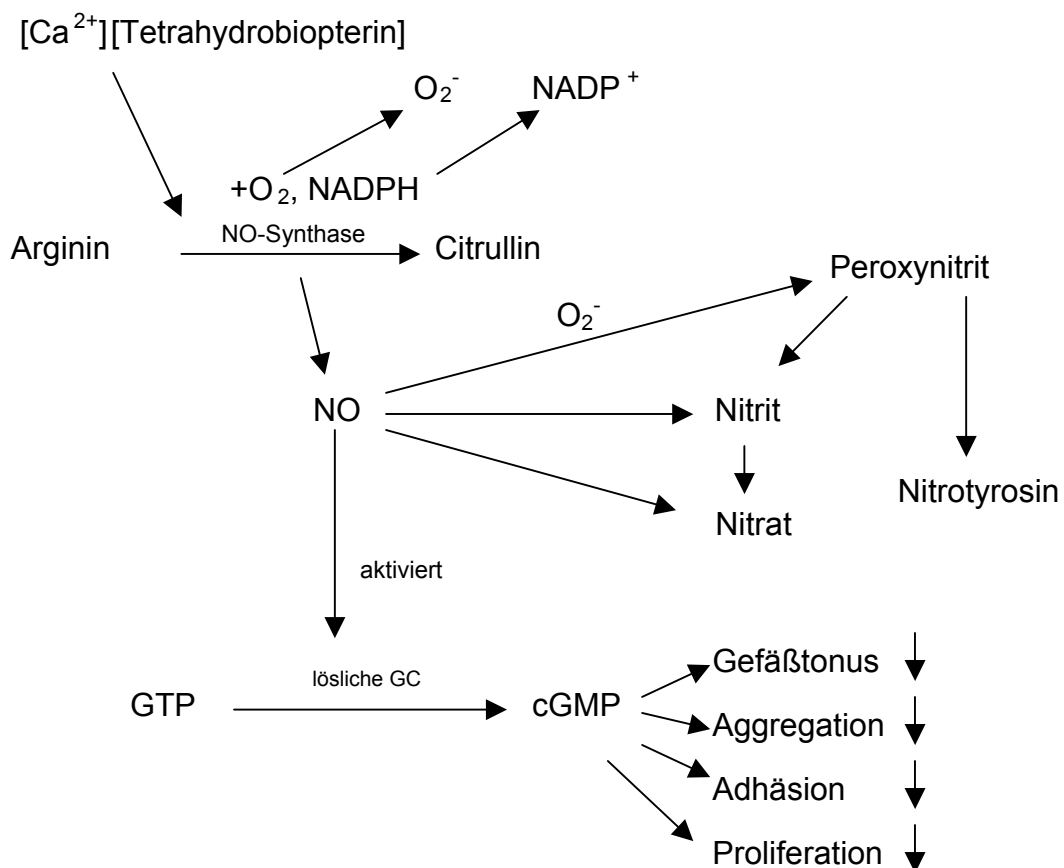 [Ca²⁺][Tetrahydrobiopterin]
O₂⁻ NADP⁺
+O₂, NADPH
NO-Synthase
Arginin Citrullin
Peroxynitrit
O₂⁻
NO Nitrit
Nitrotyrosin
Nitrat
aktiviert
Gefäßtonus
lösliche GC
GTP cGMP
Aggregation
Adhäsion
Proliferation